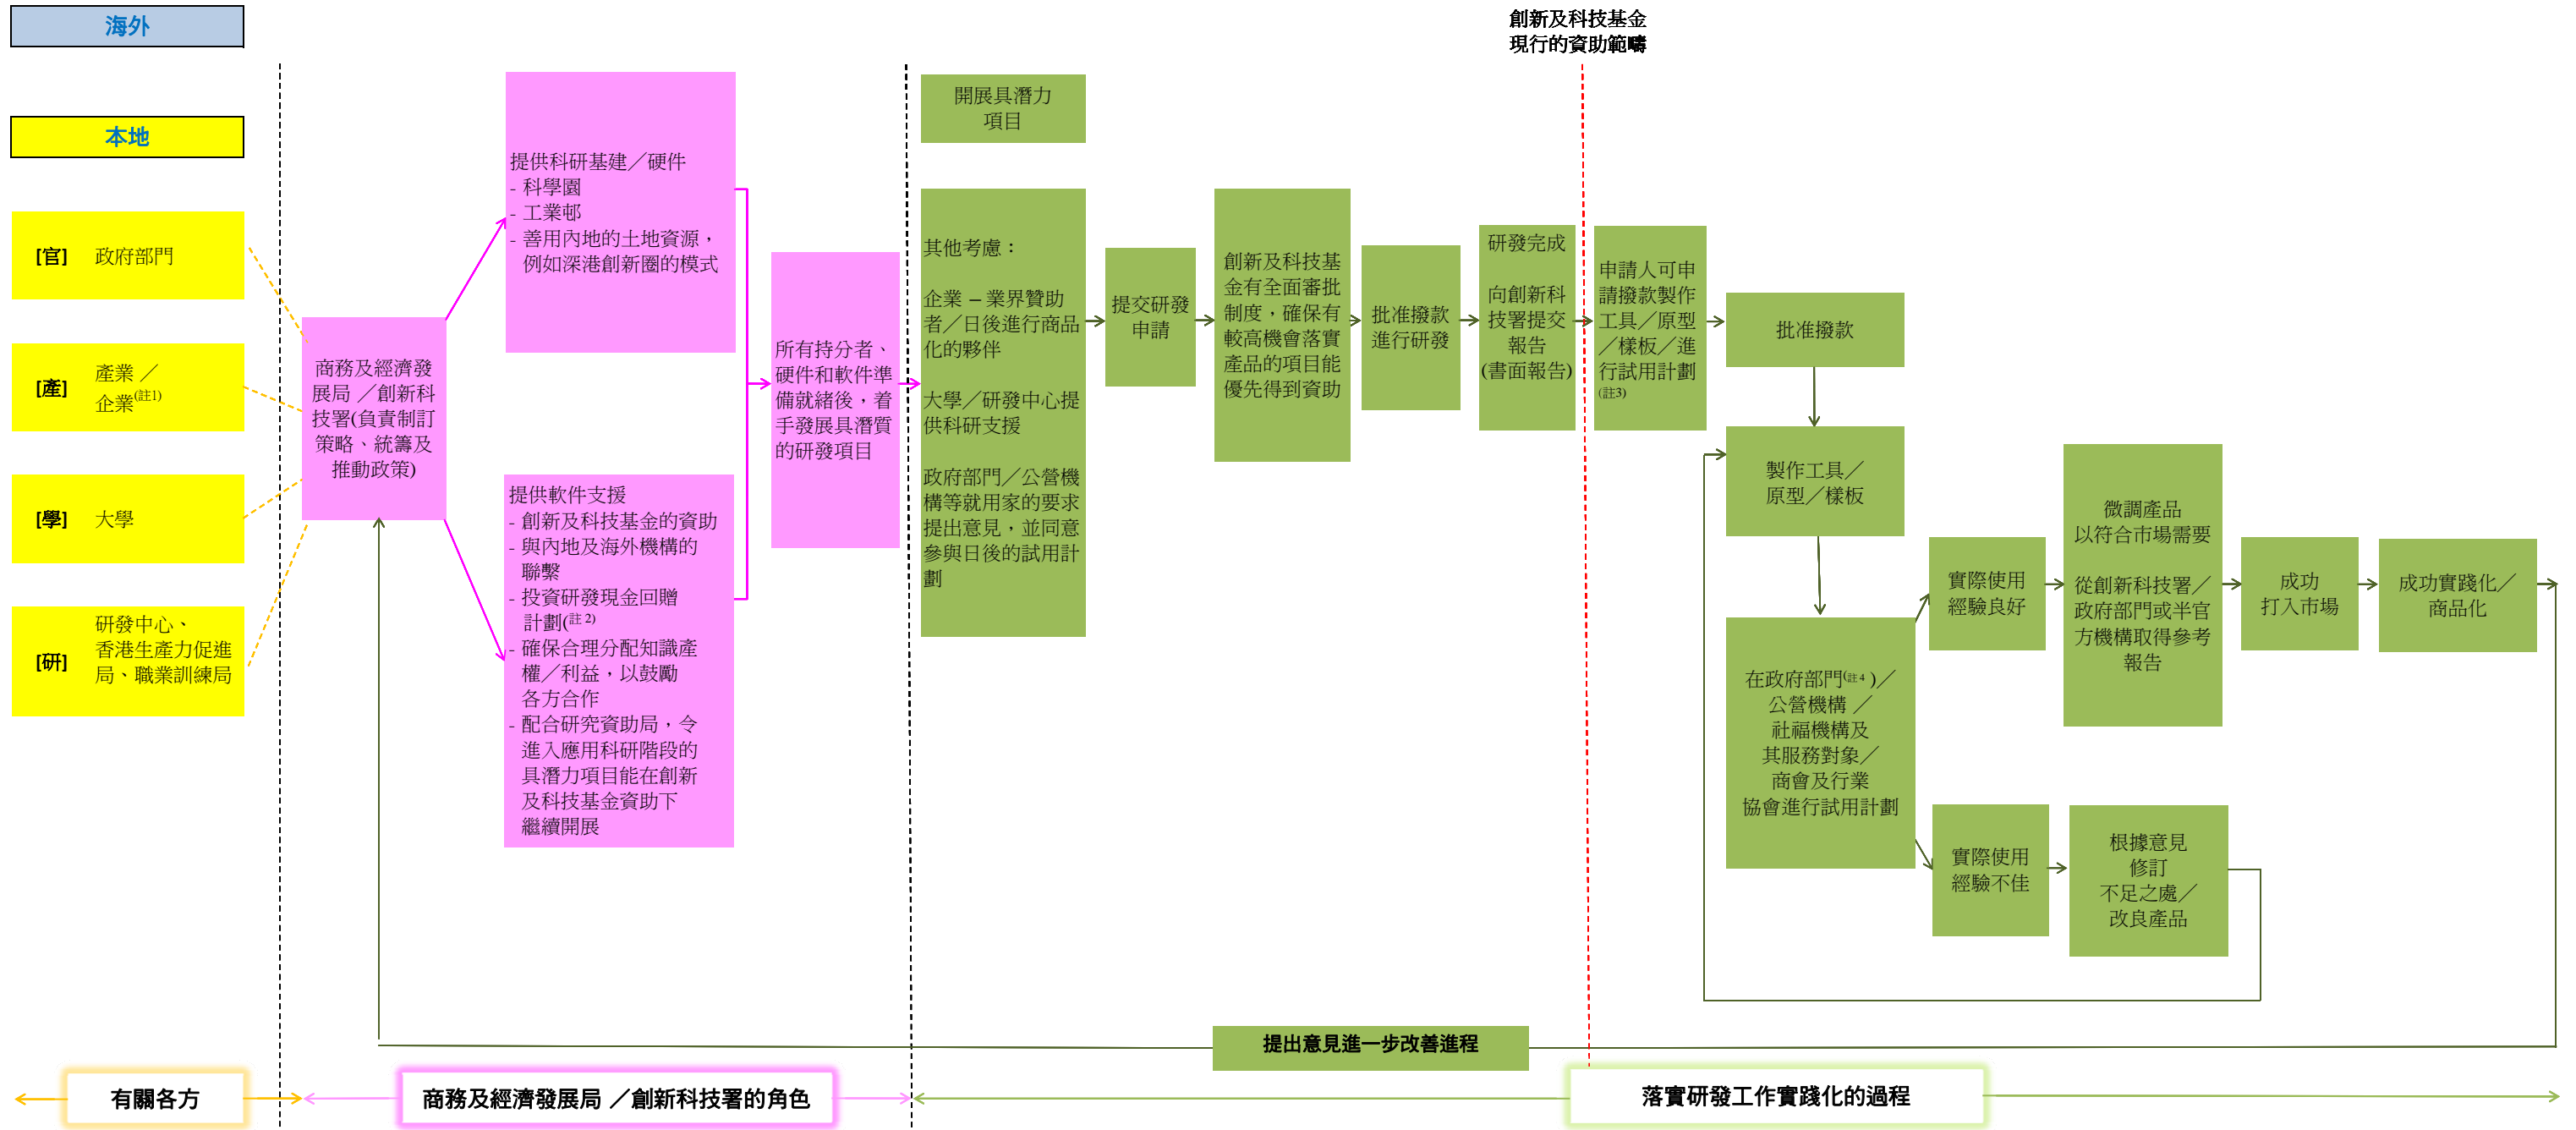 海外
本地
[官] 政府部門
[產] 產業 ／
企業(註1)
[學] 大學
[研] 研發中心、
香港生產力促進
局、職業訓練局
商務及經濟發
展局 ／創新科
技署(負責制訂
策略、統籌及
推動政策)
提供科研基建／硬件
- 科學園
- 工業邨
- 善用內地的土地資源，
例如深港創新圈的模式
提供軟件支援
- 創新及科技基金的資助
- 與內地及海外機構的
聯繫
- 投資研發現金回贈
計劃(註 2)
- 確保合理分配知識產
權／利益，以鼓勵
各方合作
- 配合研究資助局，令
進入應用科研階段的
具潛力項目能在創新
及科技基金資助下
繼續開展
所有持分者、
硬件和軟件準
備就緒後，着
手發展具潛質
的研發項目
開展具潛力
項目
其他考慮：
企業 – 業界贊助
者／日後進行商品
化的夥伴
大學／研發中心提
供科研支援
政府部門／公營機
構等就用家的要求
提出意見，並同意
參與日後的試用計
劃
提交研發
申請
創新及科技基
金有全面審批
制度，確保有
較高機會落實
產品的項目能
優先得到資助
批准撥款
進行研發
研發完成
向創新科
技署提交
報告
(書面報告)
創新及科技基金
現行的資助範疇
申請人可申
請撥款製作
工具／原型
／樣板／進
行試用計劃
(註3)
批准撥款
製作工具／
原型／樣板
在政府部門(註4 )／
公營機構 ／
社福機構及
其服務對象／
商會及行業
協會進行試用計劃
實際使用
經驗良好
微調產品
以符合市場需要
從創新科技署／
政府部門或半官
方機構取得參考
報告
成功
打入市場
成功實踐化／
商品化
實際使用
經驗不佳
根據意見
修訂
不足之處／
改良產品
提出意見進一步改善進程
有關各方
商務及經濟發展局 ／創新科技署的角色
落實研發工作實踐化的過程